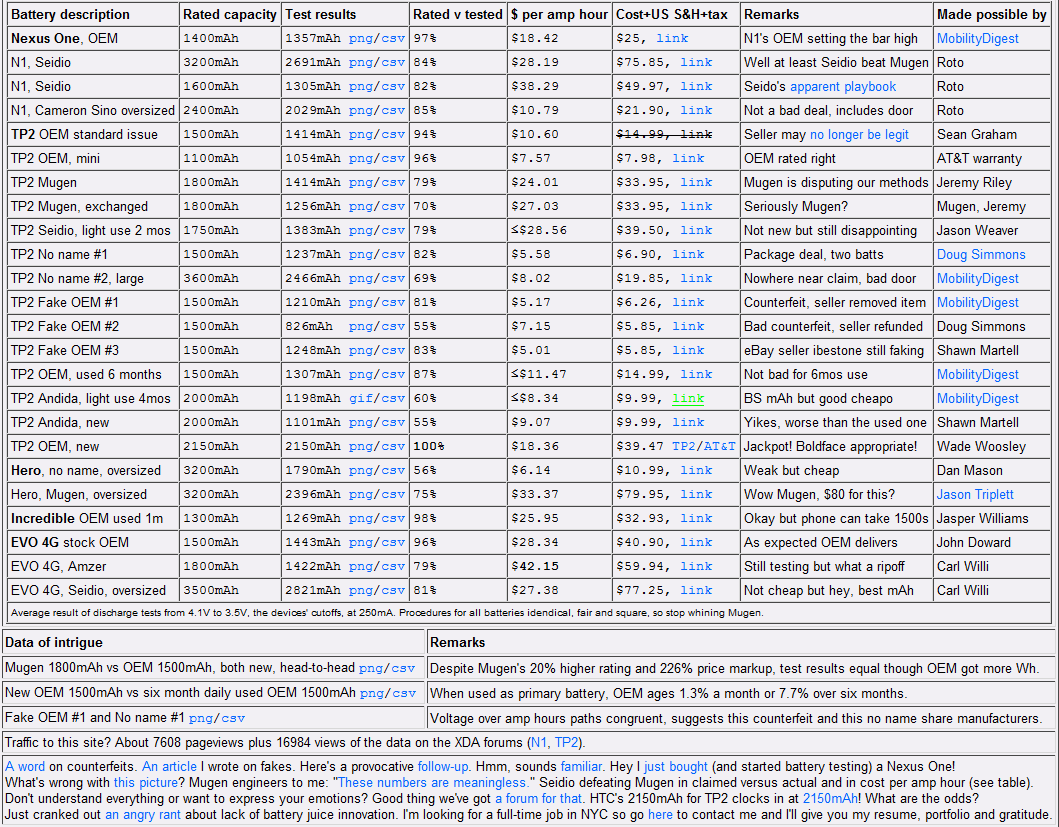 Battery description Rated capacity Test results Rated v tested $ per amp hour Cost+US S&H+tax Remarks Made possible by
Nexus One, OEM 1400mAh 1357mAh png/csv 97% $18.42 $25, link N1's OEM setting the bar high MobilityDigest
N1, Seidio 3200mAh 2691mAh png/csv 84% $28.19 $75.85, link Well at least Seidio beat Mugen Roto
N1, Seidio 1600mAh 1305mAh png/csv 82% $38.29 $49.97, link Seido's apparent playbook Roto
N1, Cameron Sino oversized 2400mAh 2029mAh png/csv 85% $10.79 $21.90, link Not a bad deal, includes door Roto
TP2 OEM standard issue 1500mAh 1414mAh png/csv 94% $10.60 $14.99, link Seller may no longer be legit Sean Graham
TP2 OEM, mini 1100mAh 1054mAh png/csv 96% $7.57 $7.98, link OEM rated right AT&T warranty
TP2 Mugen 1800mAh 1414mAh png/csv 79% $24.01 $33.95, link Mugen is disputing our methods Jeremy Riley
TP2 Mugen, exchanged 1800mAh 1256mAh png/csv 70% $27.03 $33.95, link Seriously Mugen? Mugen, Jeremy
TP2 Seidio, light use 2 mos 1750mAh 1383mAh png/csv 79% ≤$28.56 $39.50, link Not new but still disappointing Jason Weaver
TP2 No name #1 1500mAh 1237mAh png/csv 82% $5.58 $6.90, link Package deal, two batts Doug Simmons
TP2 No name #2, large 3600mAh 2466mAh png/csv 69% $8.02 $19.85, link Nowhere near claim, bad door MobilityDigest
TP2 Fake OEM #1 1500mAh 1210mAh png/csv 81% $5.17 $6.26, link Counterfeit, seller removed item MobilityDigest
TP2 Fake OEM #2 1500mAh 826mAh png/csv 55% $7.15 $5.85, link Bad counterfeit, seller refunded Doug Simmons
TP2 Fake OEM #3 1500mAh 1248mAh png/csv 83% $5.01 $5.85, link eBay seller ibestone still faking Shawn Martell
TP2 OEM, used 6 months 1500mAh 1307mAh png/csv 87% ≤$11.47 $14.99, link Not bad for 6mos use MobilityDigest
TP2 Andida, light use 4mos 2000mAh 1198mAh gif/csv 60% ≤$8.34 $9.99, link BS mAh but good cheapo MobilityDigest
TP2 Andida, new 2000mAh 1101mAh png/csv 55% $9.07 $9.99, link Yikes, worse than the used one Shawn Martell
TP2 OEM, new 2150mAh 2150mAh png/csv 100% $18.36 $39.47 TP2/AT&T Jackpot! Boldface appropriate! Wade Woosley
Hero, no name, oversized 3200mAh 1790mAh png/csv 56% $6.14 $10.99, link Weak but cheap Dan Mason
Hero, Mugen, oversized 3200mAh 2396mAh png/csv 75% $33.37 $79.95, link Wow Mugen, $80 for this? Jason Triplett
Incredible OEM used 1m 1300mAh 1269mAh png/csv 98% $25.95 $32.93, link Okay but phone can take 1500s Jasper Williams
EVO 4G stock OEM 1500mAh 1443mAh png/csv 96% $28.34 $40.90, link As expected OEM delivers John Doward
EVO 4G, Amzer 1800mAh 1422mAh png/csv 79% $42.15 $59.94, link Still testing but what a ripoff Carl Willi
EVO 4G, Seidio, oversized 3500mAh 2821mAh png/csv 81% $27.38 $77.25, link Not cheap but hey, best mAh Carl Willi
Average result of discharge tests from 4.1V to 3.5V, the devices' cutoffs, at 250mA. Procedures for all batteries idendical, fair and square, so stop whining Mugen.
Data of intrigue Remarks
Mugen 1800mAh vs OEM 1500mAh, both new, head-to-head png/csv Despite Mugen's 20% higher rating and 226% price markup, test results equal though OEM got more Wh.
New OEM 1500mAh vs six month daily used OEM 1500mAh png/csv When used as primary battery, OEM ages 1.3% a month or 7.7% over six months.
Fake OEM #1 and No name #1 png/csv Voltage over amp hours paths congruent, suggests this counterfeit and this no name share manufacturers.
Traffic to this site? About 7608 pageviews plus 16984 views of the data on the XDA forums (N1, TP2).
A word on counterfeits. An article I wrote on fakes. Here's a provocative follow-up. Hmm, sounds familiar. Hey I just bought (and started battery testing) a Nexus One!
What's wrong with this picture? Mugen engineers to me: "These numbers are meaningless." Seidio defeating Mugen in claimed versus actual and in cost per amp hour (see table).
Don't understand everything or want to express your emotions? Good thing we've got a forum for that. HTC's 2150mAh for TP2 clocks in at 2150mAh! What are the odds?
Just cranked out an angry rant about lack of battery juice innovation. I'm looking for a full-time job in NYC so go here to contact me and I'll give you my resume, portfolio and gratitude.